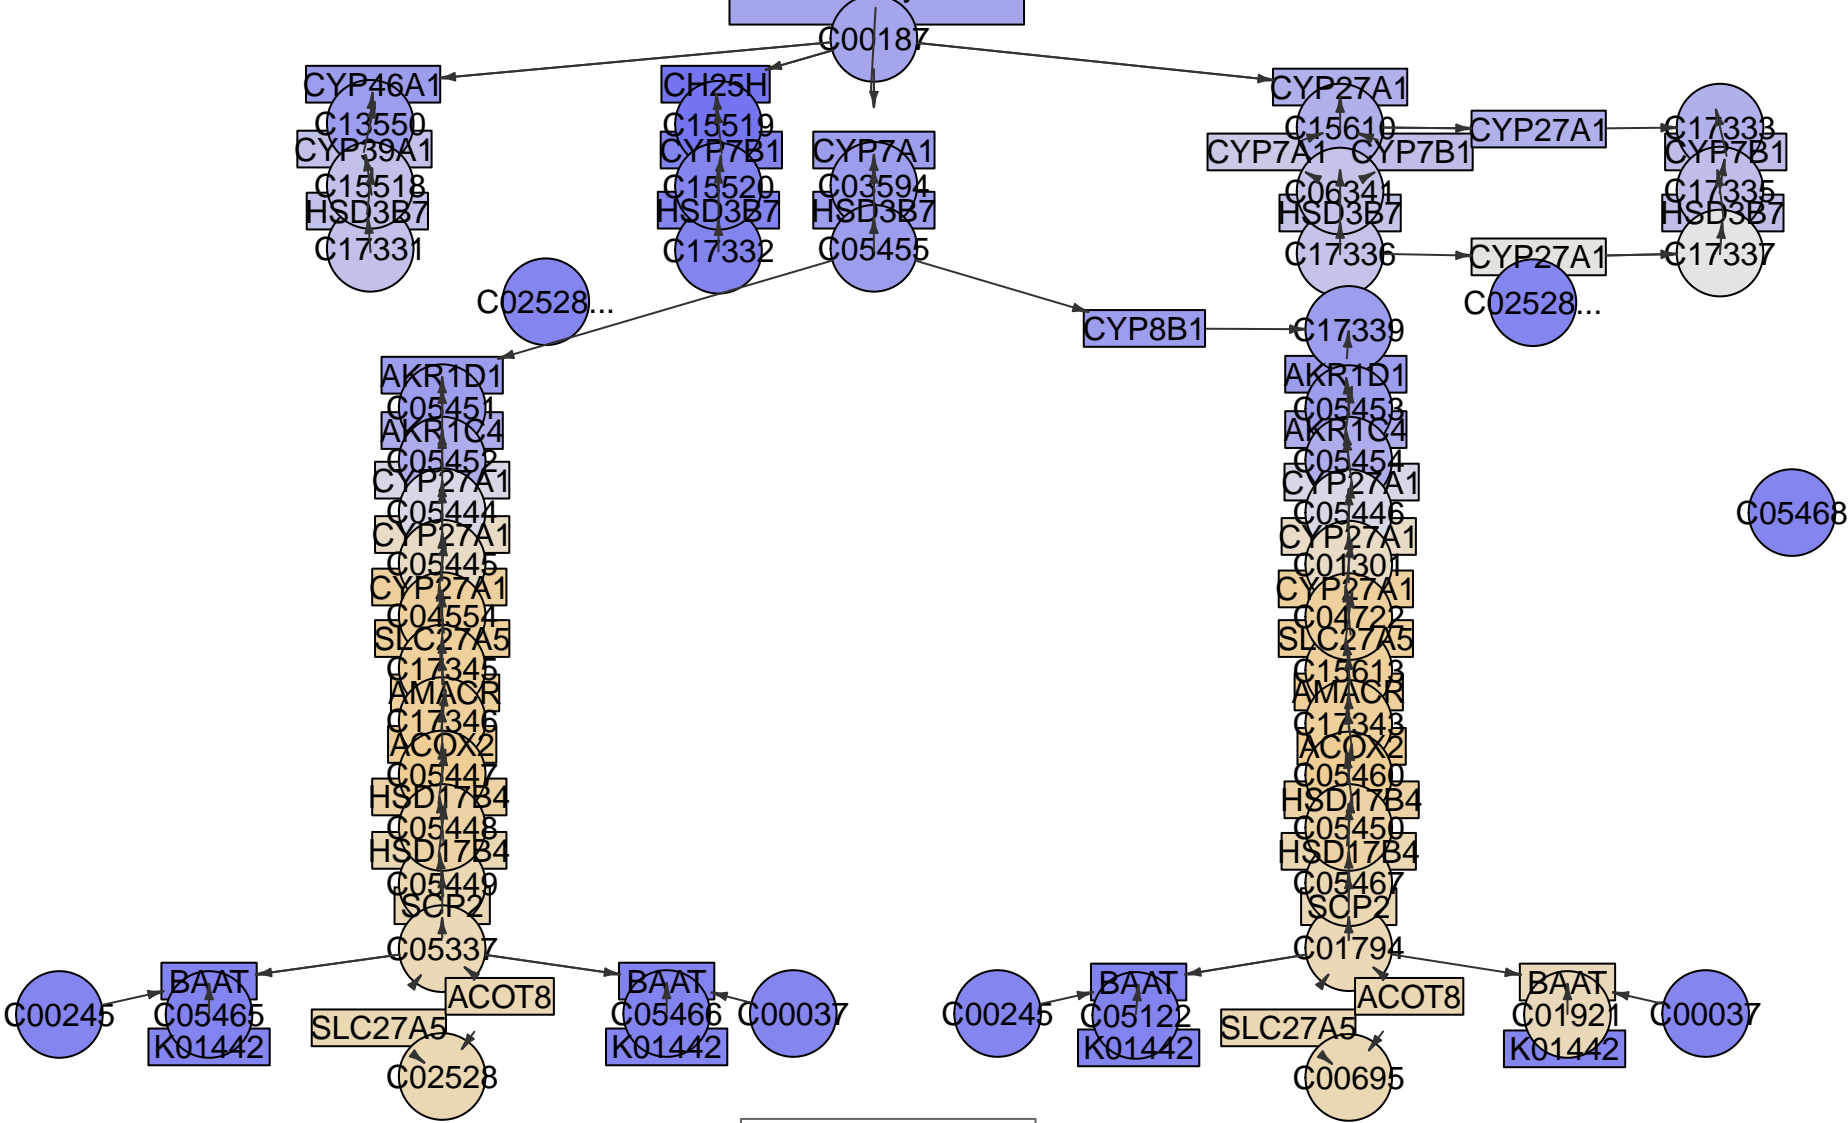 C00187
CYP46A1
CH25H
CYP27A1
C13550
C15519
C15610
CYP27A1
C17333
CYP39A1
CYP7B1
CYP7A1
CYP7A1
CYP7B1
CYP7B1
C15518
C15520
C03594
C06341
C17335
HSD3B7
HSD3B7
HSD3B7
HSD3B7
HSD3B7
C17331
C17332
C05455
C17336
CYP27A1
C17337
C02528...
C02528...
CYP8B1
C17339
AKR1D1
AKR1D1
C05451
C05453
AKR1C4
AKR1C4
C05452
C05454
CYP27A1
CYP27A1
C05444
C05446
C05468
CYP27A1
CYP27A1
C05445
C01301
CYP27A1
CYP27A1
C04554
C04722
SLC27A5
SLC27A5
C17345
C15613
AMACR
AMACR
C17346
C17343
ACOX2
ACOX2
C05447
C05460
HSD17B4
HSD17B4
C05448
C05450
HSD17B4
HSD17B4
C05449
C05467
SCP2
SCP2
C05337
C01794
BAAT
BAAT
BAAT
BAAT
ACOT8
ACOT8
C00245
C05465
C05466
C00037
C00245
C05122
C01921
C00037
SLC27A5
SLC27A5
K01442
K01442
K01442
K01442
C02528
C00695